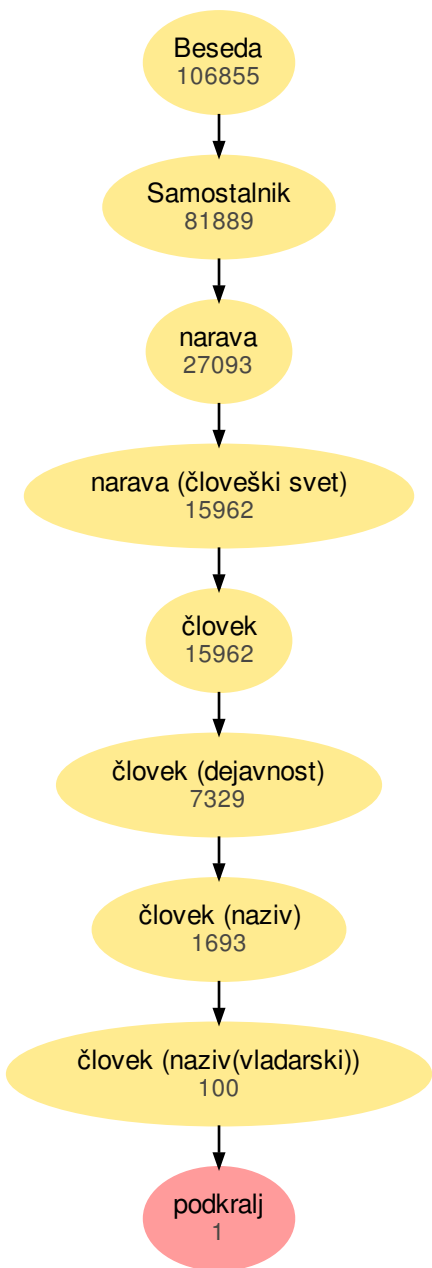 Beseda
106855
Samostalnik
81889
narava
27093
narava (človeški svet)
15962
človek
15962
človek (dejavnost)
7329
človek (naziv)
1693
človek (naziv(vladarski))
100
podkralj
1